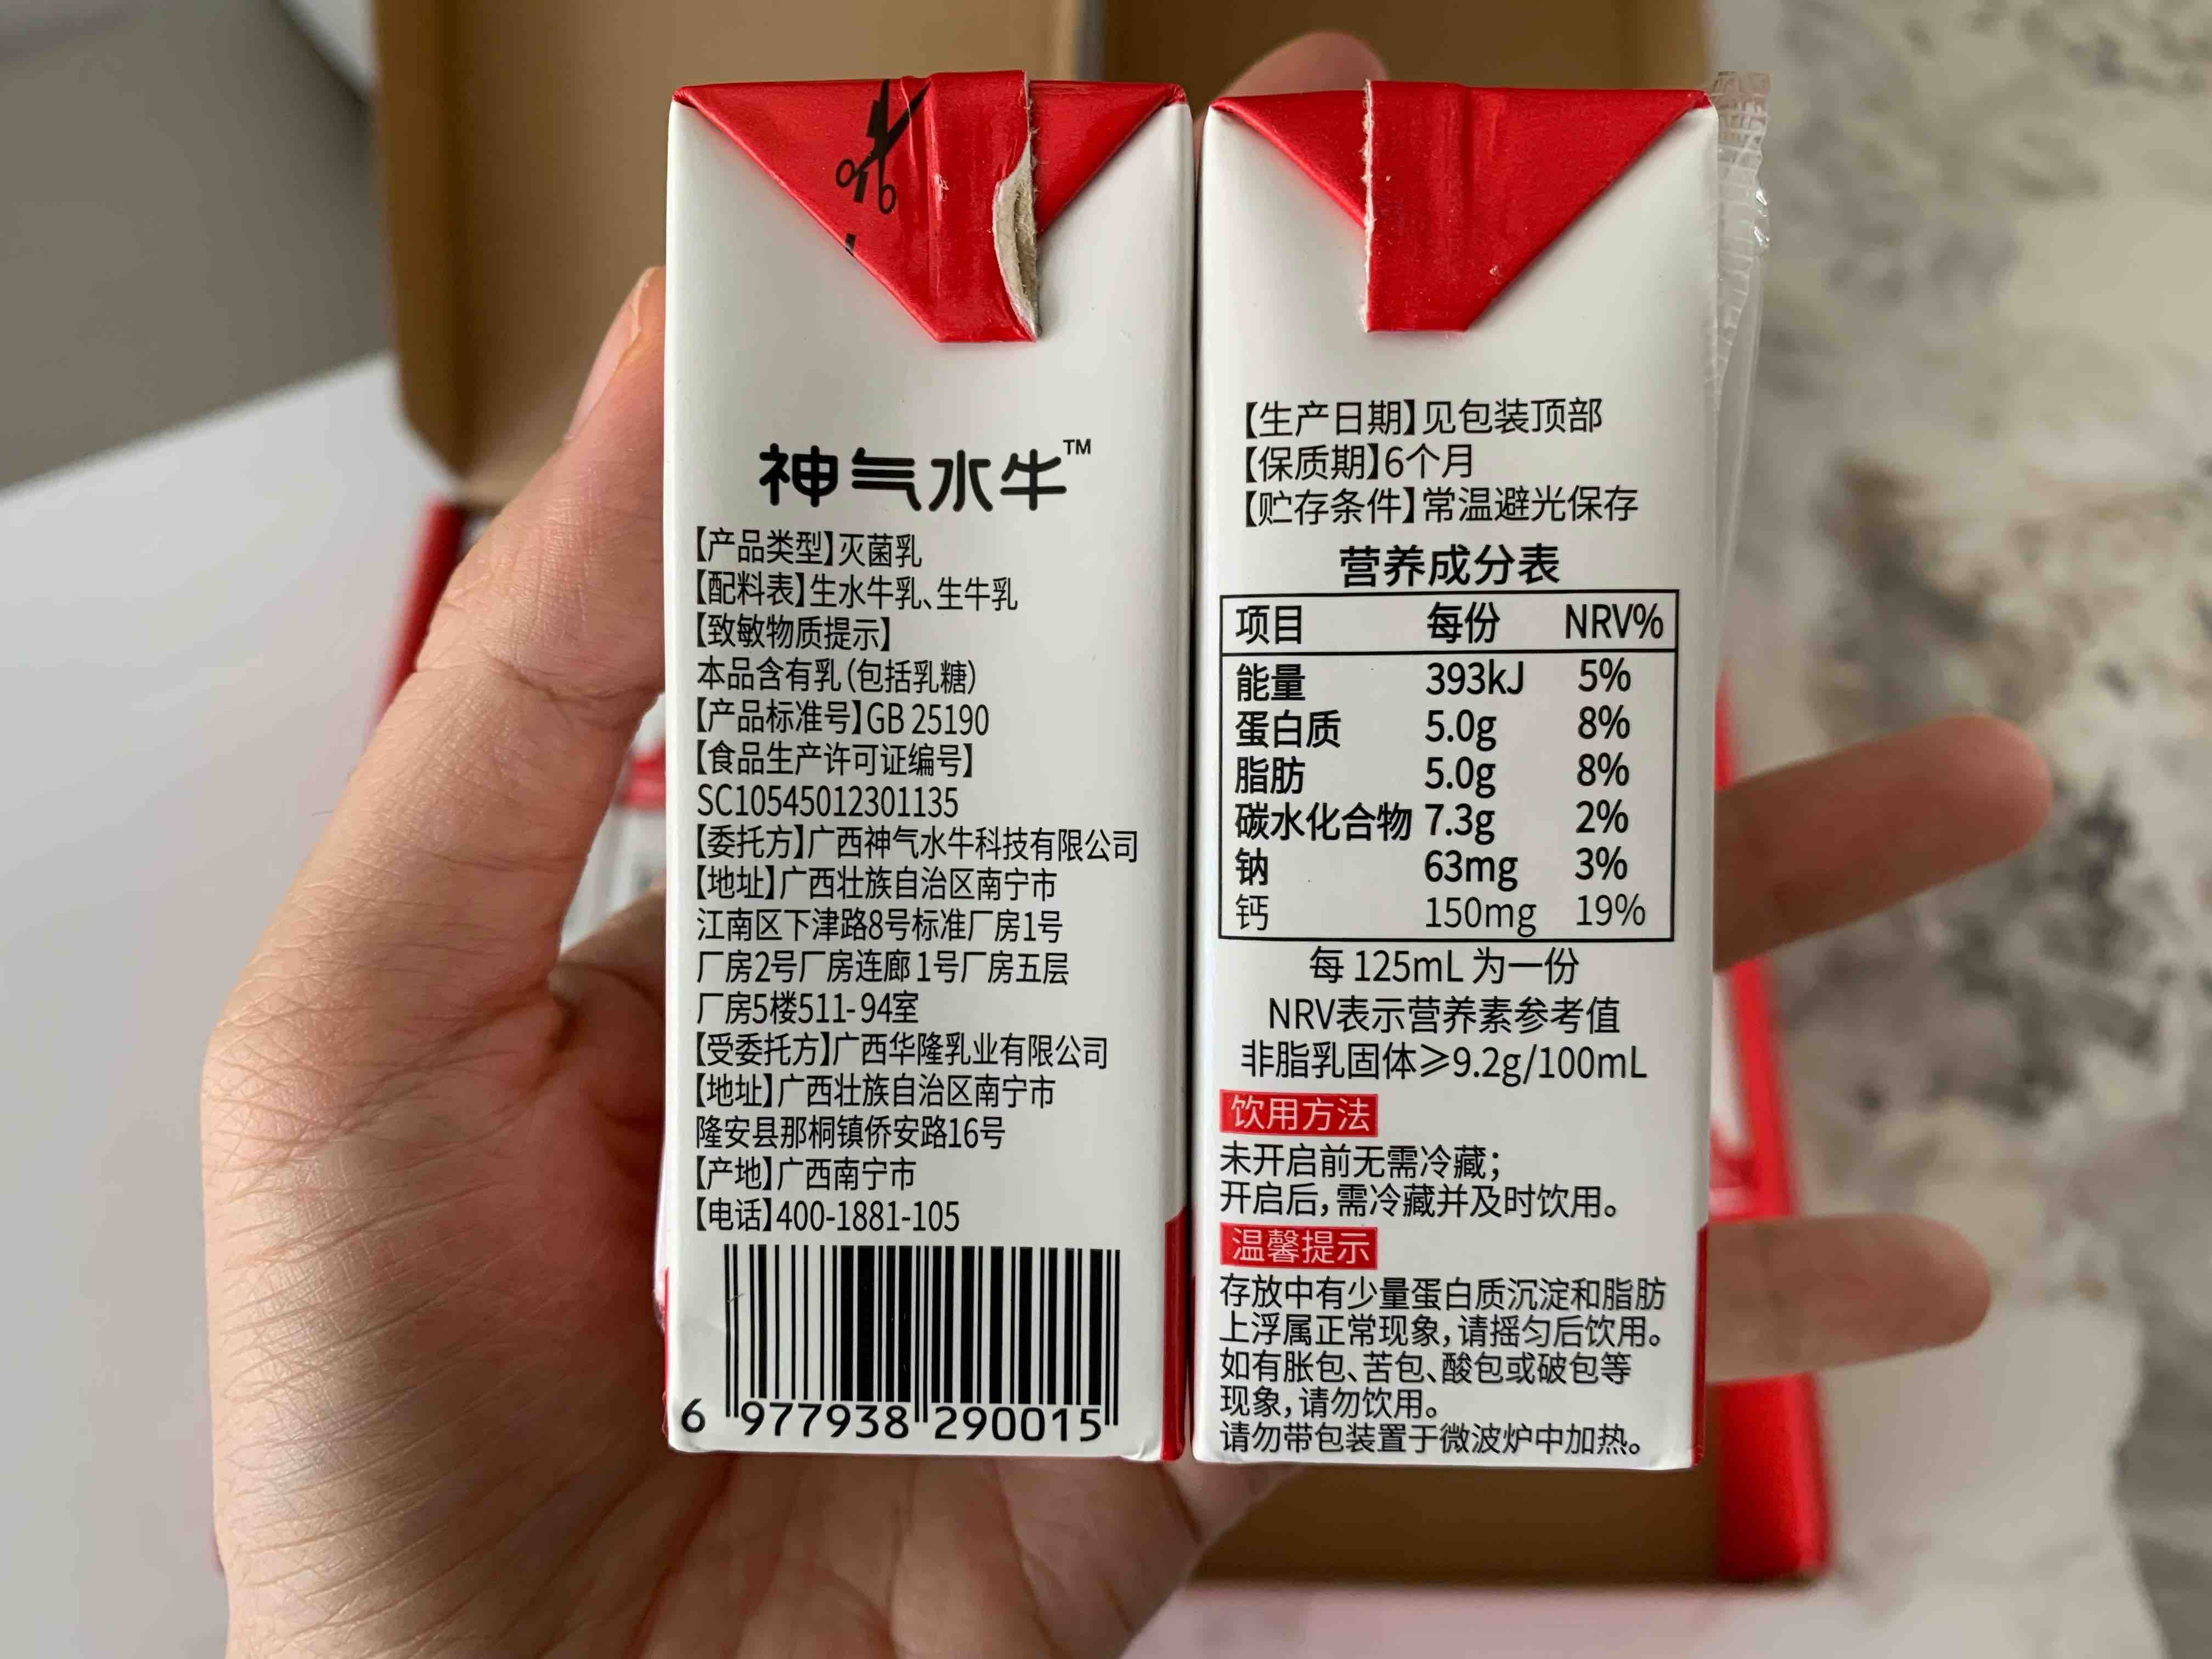 神气水牛™
【产品类型】灭菌乳
【配料表】生水牛乳、生牛乳
【致敏物质提示】
本品含有乳(包括乳糖)
【产品标准号】GB 25190
【食品生产许可证编号】
SC10545012301135
【委托方】广西神气水牛科技有限公司
【地址】广西壮族自治区南宁市
江南区下津路8号标准厂房1号
厂房2号厂房连廊1号厂房五层
厂房5楼511-94室
【受委托方】广西华隆乳业有限公司
【地址】广西壮族自治区南宁市
隆安县那桐镇侨安路16号
【产地】广西南宁市
【电话】400-1881-105
6 977938 290015
【生产日期】见包装顶部
【保质期】6个月
【贮存条件】常温避光保存
营养成分表
项目 每份 NRV%
能量 393kJ 5%
蛋白质 5.0g 8%
脂肪 5.0g 8%
碳水化合物 7.3g 2%
钠 63mg 3%
钙 150mg 19%
每 125mL 为一份
NRV表示营养素参考值
非脂乳固体≥9.2g/100mL
饮用方法
未开启前无需冷藏;
开启后,需冷藏并及时饮用。
温馨提示
存放中有少量蛋白质沉淀和脂肪
上浮属正常现象,请摇匀后饮用。
如有胀包、苦包、酸包或破包等
现象,请勿饮用。
请勿带包装置于微波炉中加热。